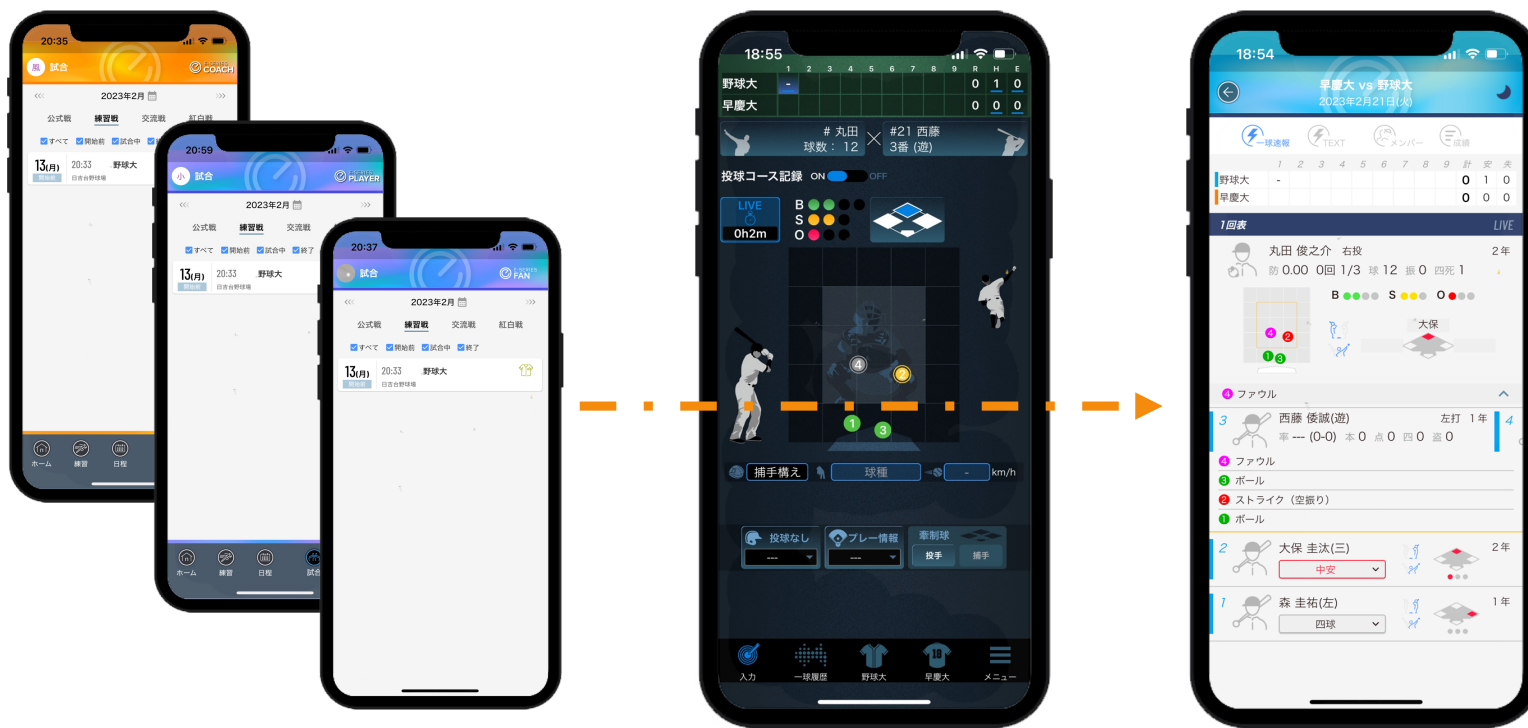 20:35
風 試合
COACH
2023年2月
公式戦 練習戦 交流戦 紅白戦
すべて 開始前 試合中
13(月) 20:33 野球大
開始前 日吉台野球場
ホーム 練習 日程
20:59
小 試合
PLAYER
2023年2月
公式戦 練習戦 交流戦
すべて 開始前 試合中 終了
13(月) 20:33 野球大
開始前 日吉台野球場
ホーム 練習 日程 試合
20:37
試合
FAN
2023年2月
公式戦 練習戦 交流戦 紅白戦
すべて 開始前 試合中 終了
13(月) 20:33 野球大
開始前 日吉台野球場
18:55
1 2 3 4 5 6 7 8 9 R H E
野球大 - 0 1 0
早慶大 0 0 0
# 丸田 #21 西藤
球数: 12 3番 (遊)
投球コース記録 ON OFF
LIVE
0h2m
B
S
O
4
2
1
3
捕手構え 球種 - km/h
投球なし プレー情報 牽制球
--- --- 投手 捕手
入力 一球履歴 野球大 早慶大 メニュー
18
18:54
早慶大 vs 野球大
2023年2月21日(火)
一球速報 TEXT メンバー 成績
1 2 3 4 5 6 7 8 9 計 安 失
野球大 - 0 1 0
早慶大 0 0 0
1回表 LIVE
丸田 俊之介 右投 2年
防 0.00 0回 1/3 球 12 振 0 四死 1
B S O
大保
4 2
1 3
4 ファウル
3 西藤 倭誠(遊) 左打 1年 4
率 --- (0-0) 本 0 点 0 四 0 盗 0
4 ファウル
3 ボール
2 ストライク（空振り）
1 ボール
2 大保 圭汰(三) 2年
中安
1 森 圭祐(左) 1年
四球